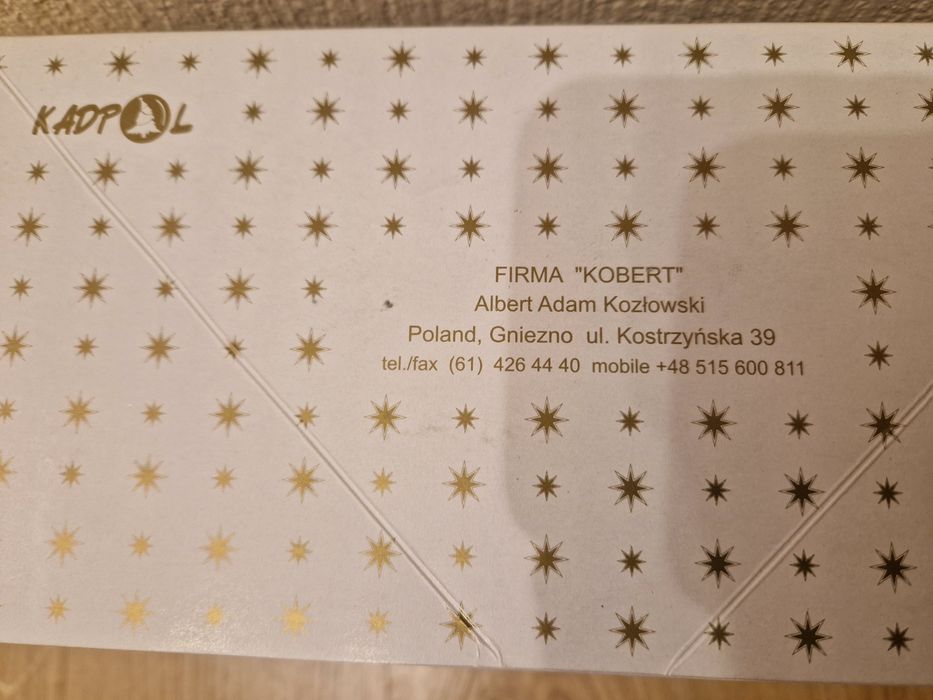 KADPOL
FIRMA "KOBERT"
Albert Adam Kozłowski
Poland, Gniezno ul. Kostrzyńska 39
tel./fax (61) 426 44 40 mobile +48 515 600 811